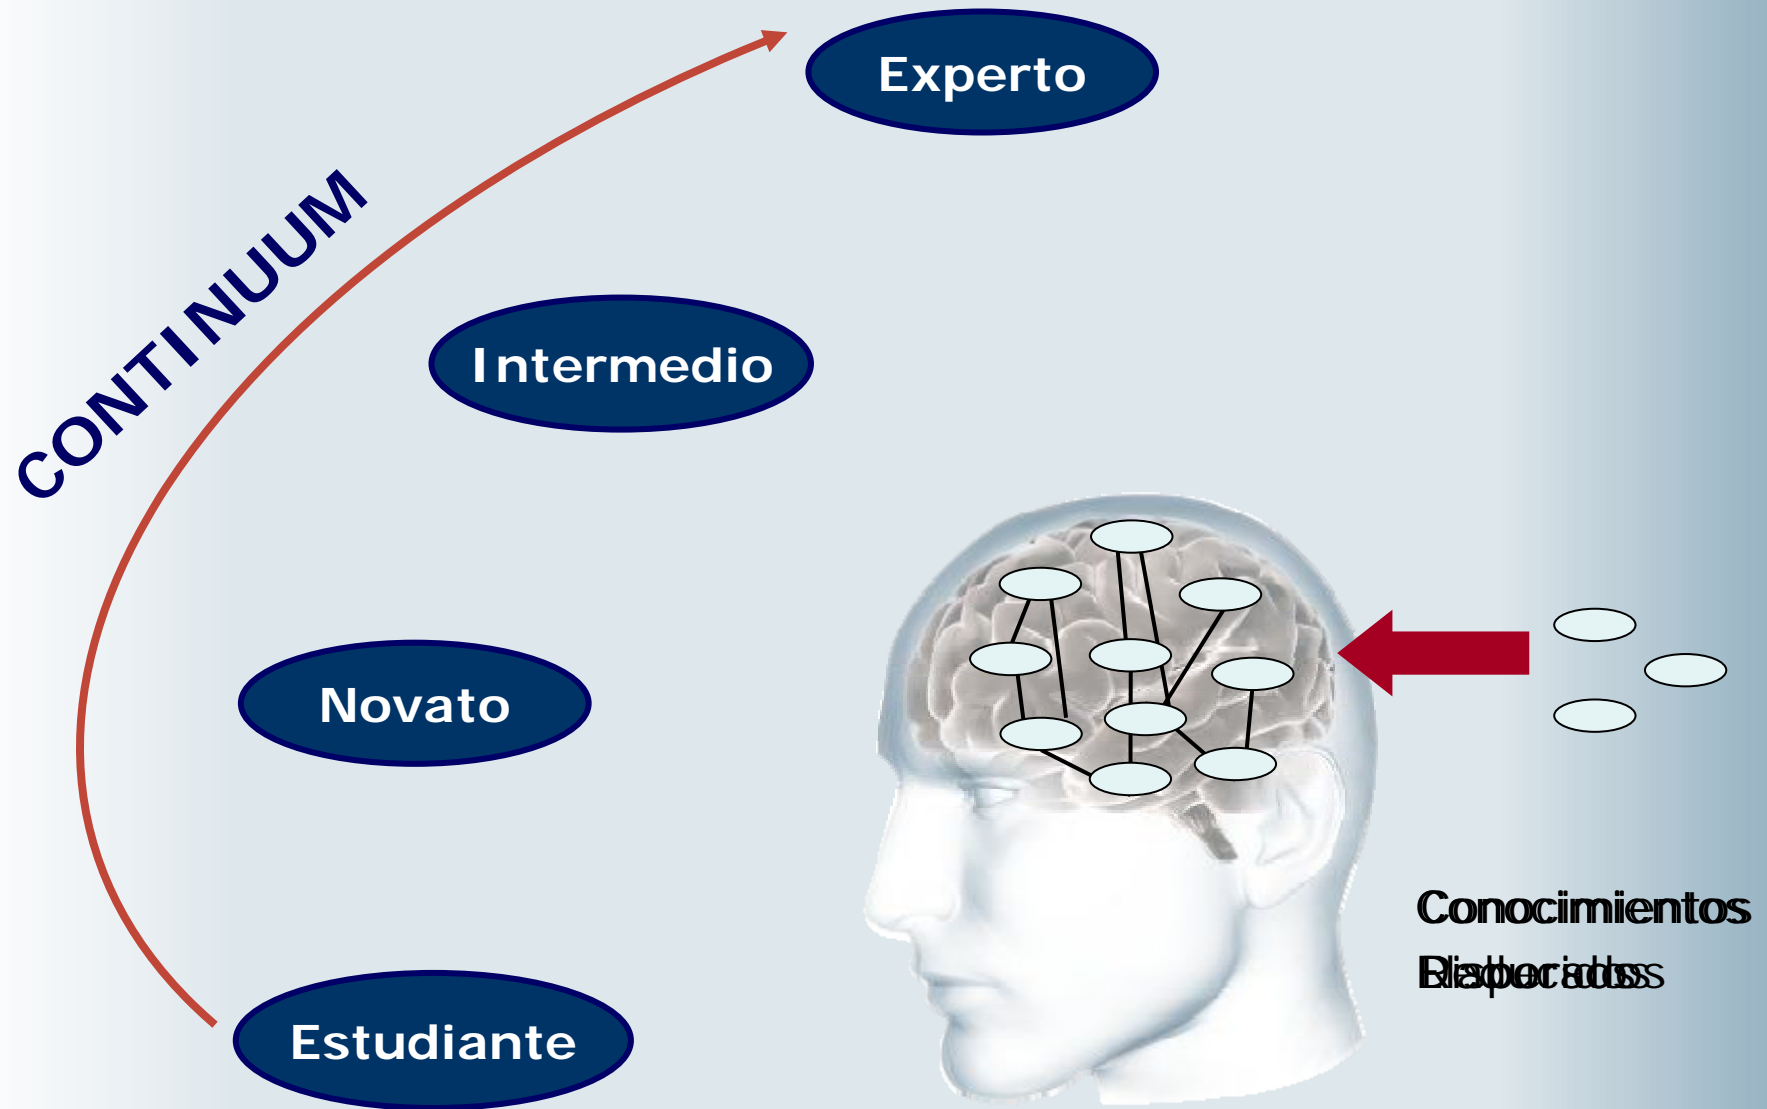 Experto
CONTINUUM
Intermedio
Novato
Conocimientos
Estudiante